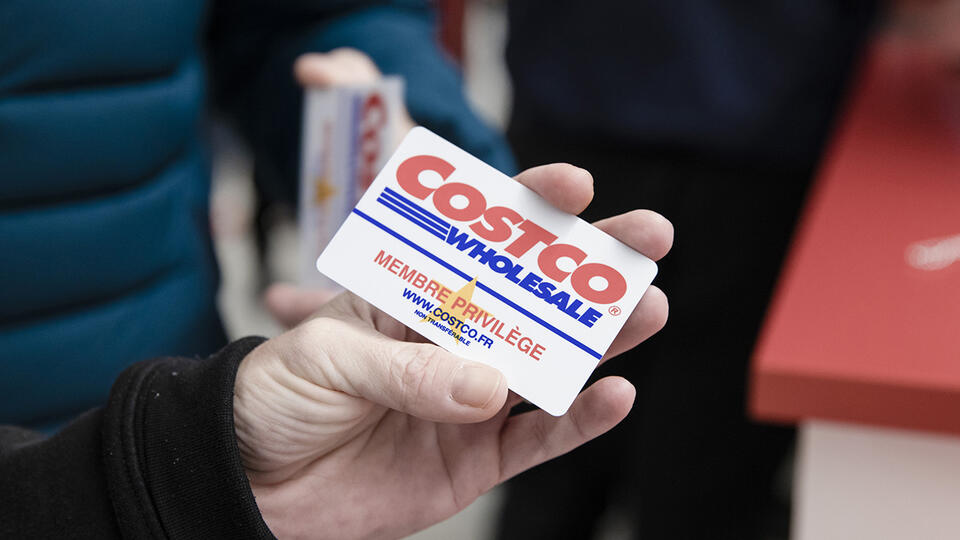 COSTCO
WHOLESALE
®
MEMBRE PRIVILÈGE
WWW.COSTCO.FR
NON TRANSFÉRABLE